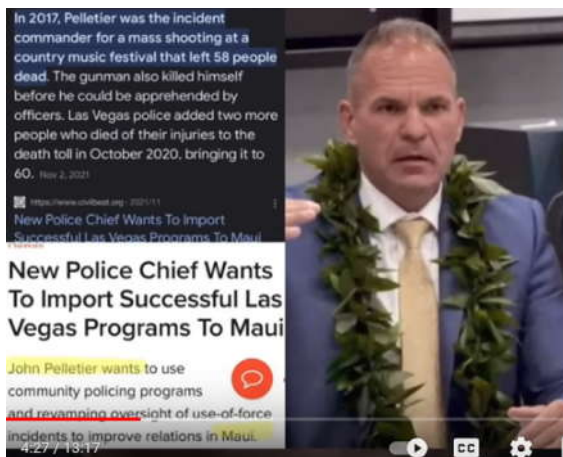 In 2017, Pelletier was the incident
commander for a mass shooting at a
country music festival that left 58 people
dead. The gunman also killed himself
before he could be apprehended by
officers. Las Vegas police added two more
people who died of their injuries to the
death toll in October 2020, bringing it to
60. Nov 2, 2021
https://www.civilbeat.org › 2021/11
New Police Chief Wants To Import
Successful Las Vegas Programs To Maui
New Police Chief Wants
To Import Successful Las
Vegas Programs To Maui
John Pelletier wants to use
community policing programs
and revamping oversight of use-of-force
incidents to improve relations in Maui.
4:27 / 13:17
CC